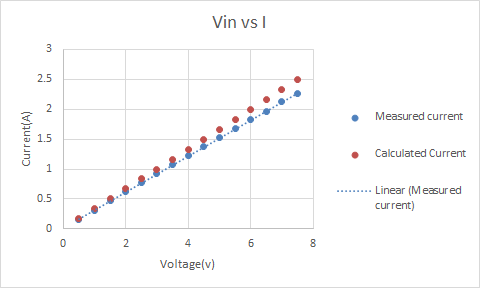 Vin vs I
3
2.5
2
1.5
1
0.5
0
0
2
4
6
8
Current(A)
Voltage(v)
Measured current
Calculated Current
Linear (Measured
current)